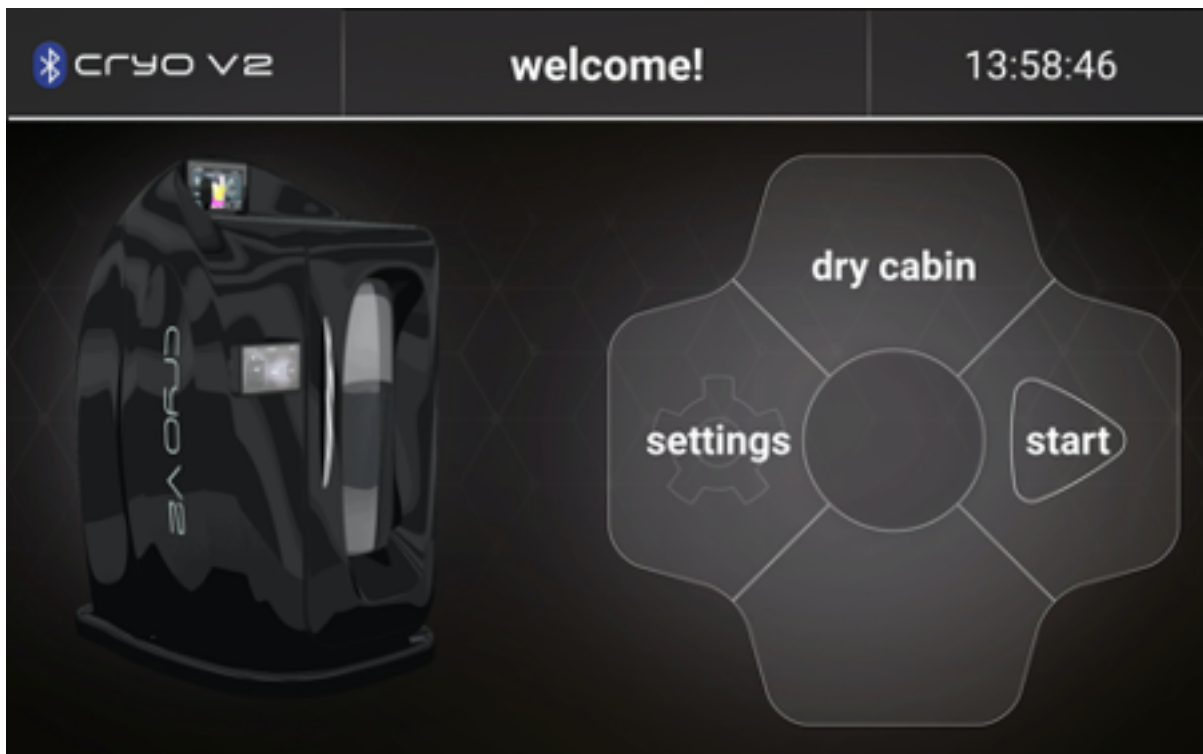 cryo v2
welcome!
13:58:46
cryo v2
dry cabin
settings
start